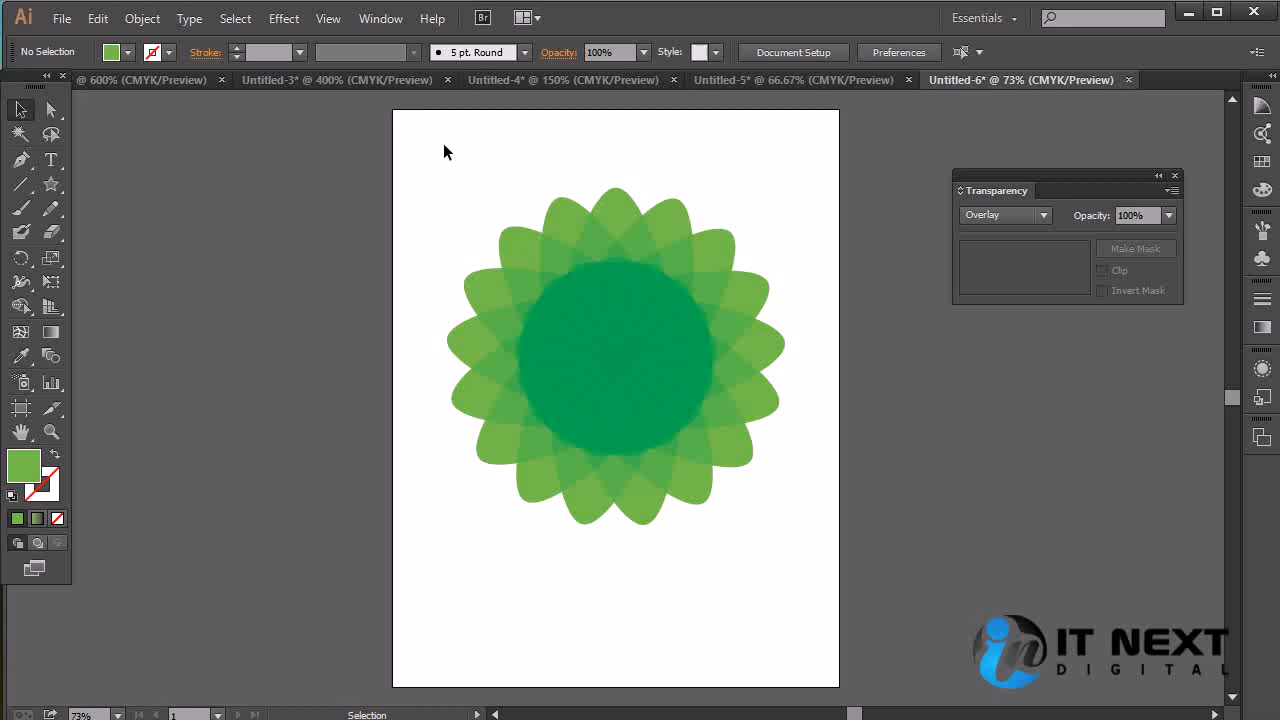 Ai File Edit Object Type Select Effect View Window Help Br Essentials
No Selection Stroke: 5 pt. Round Opacity: 100% Style: Document Setup Preferences
@ 600% (CMYK/Preview) Untitled-3* @ 400% (CMYK/Preview) Untitled-4* @ 150% (CMYK/Preview) Untitled-5* @ 66.67% (CMYK/Preview) Untitled-6* @ 73% (CMYK/Preview)
Transparency
Overlay Opacity: 100%
Make Mask
Clip
Invert Mask
T
in IT NEXT
DIGITAL
73% 1 Selection